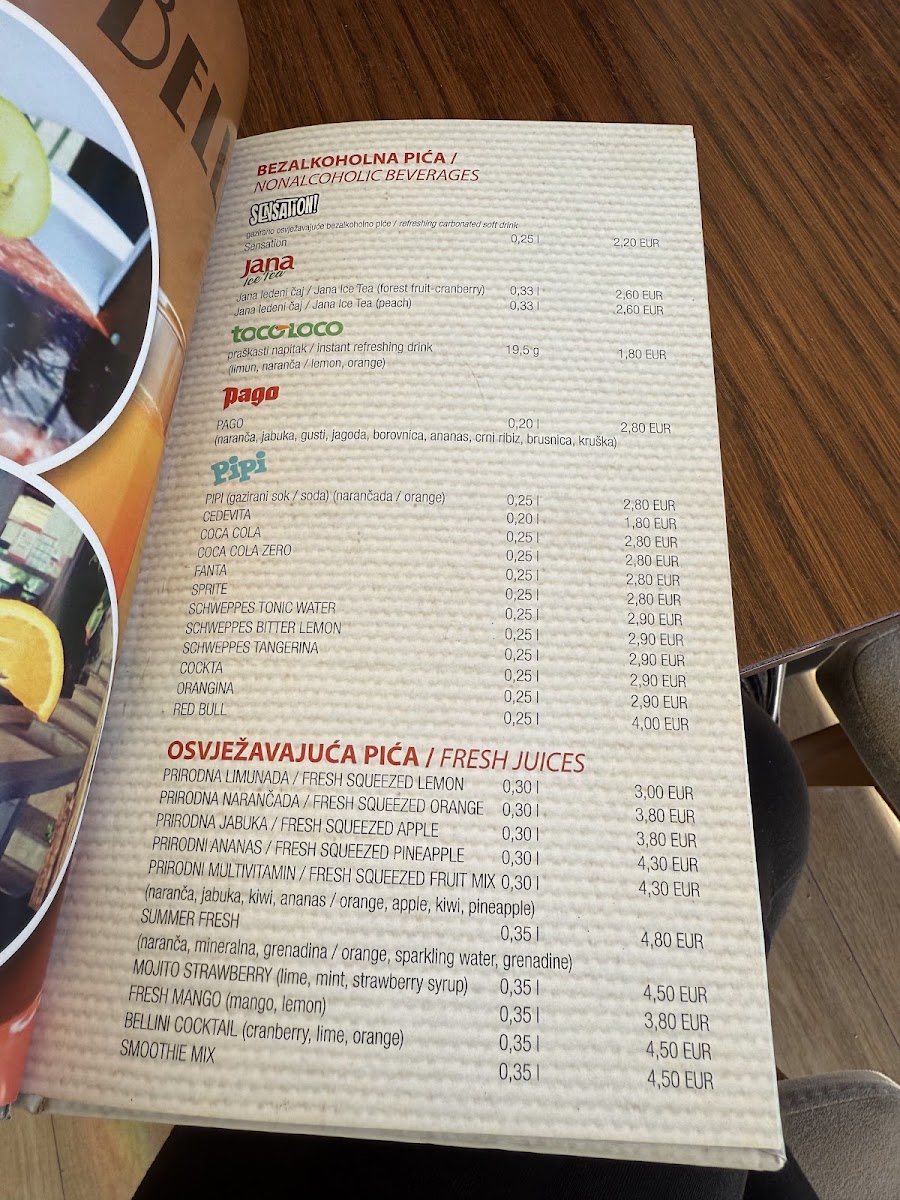 BELL
BEZALKOHOLNA PIĆA /
NONALCOHOLIC BEVERAGES
SENSATION!
gazirano osvježavajuće bezalkoholno piće / refreshing carbonated soft drink
Sensation 0,25 l 2,20 EUR
Jana
Ice Tea
Jana ledeni čaj / Jana Ice Tea (forest fruit-cranberry) 0,33 l 2,60 EUR
Jana ledeni čaj / Jana Ice Tea (peach) 0,33 l 2,60 EUR
toco loco
praškasti napitak / instant refreshing drink 19,5 g 1,80 EUR
(limun, naranča / lemon, orange)
Pago
PAGO 0,20 l 2,80 EUR
(naranča, jabuka, gusti, jagoda, borovnica, ananas, crni ribiz, brusnica, kruška)
Pipi
PIPI (gazirani sok / soda) (narančada / orange) 0,25 l 2,80 EUR
CEDEVITA 0,20 l 1,80 EUR
COCA COLA 0,25 l 2,80 EUR
COCA COLA ZERO 0,25 l 2,80 EUR
FANTA 0,25 l 2,80 EUR
SPRITE 0,25 l 2,80 EUR
SCHWEPPES TONIC WATER 0,25 l 2,90 EUR
SCHWEPPES BITTER LEMON 0,25 l 2,90 EUR
SCHWEPPES TANGERINA 0,25 l 2,90 EUR
COCKTA 0,25 l 2,90 EUR
ORANGINA 0,25 l 2,90 EUR
RED BULL 0,25 l 4,00 EUR
OSVJEŽAVAJUĆA PIĆA / FRESH JUICES
PRIRODNA LIMUNADA / FRESH SQUEEZED LEMON 0,30 l 3,00 EUR
PRIRODNA NARANČADA / FRESH SQUEEZED ORANGE 0,30 l 3,80 EUR
PRIRODNA JABUKA / FRESH SQUEEZED APPLE 0,30 l 3,80 EUR
PRIRODNI ANANAS / FRESH SQUEEZED PINEAPPLE 0,30 l 4,30 EUR
PRIRODNI MULTIVITAMIN / FRESH SQUEEZED FRUIT MIX 0,30 l 4,30 EUR
(naranča, jabuka, kiwi, ananas / orange, apple, kiwi, pineapple)
SUMMER FRESH 0,35 l 4,80 EUR
(naranča, mineralna, grenadina / orange, sparkling water, grenadine)
MOJITO STRAWBERRY (lime, mint, strawberry syrup) 0,35 l 4,50 EUR
FRESH MANGO (mango, lemon) 0,35 l 3,80 EUR
BELLINI COCKTAIL (cranberry, lime, orange) 0,35 l 4,50 EUR
SMOOTHIE MIX 0,35 l 4,50 EUR